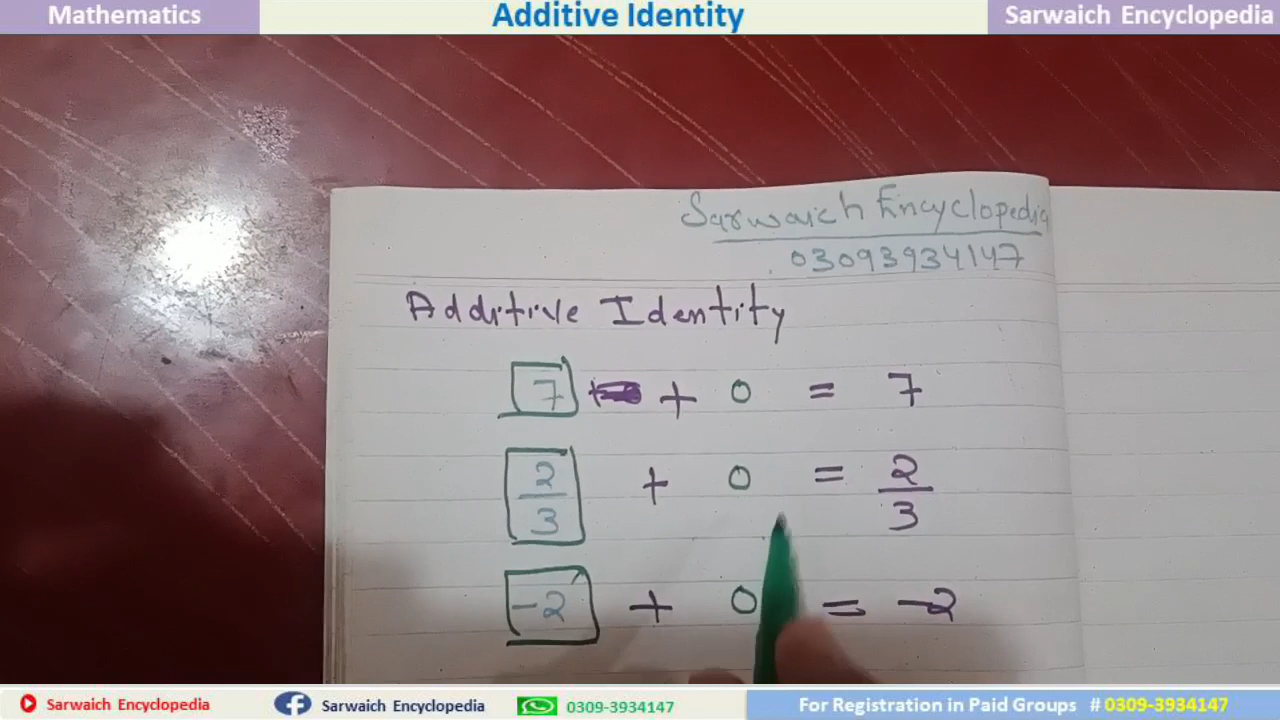 Mathematics
Additive Identity
Sarwaich Encyclopedia
Sarwaich Encyclopedia
03093934147
Additive Identity
7 + 0 = 7
2/3 + 0 = 2/3
-2 + 0 = -2
Sarwaich Encyclopedia
Sarwaich Encyclopedia
0309-3934147
For Registration in Paid Groups # 0309-3934147